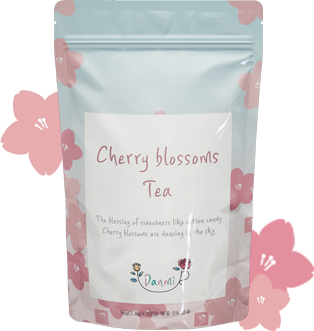 Cherry blossoms
Tea
The blessing of sweetness like cotton candy
Cherry blossoms are dancing in the sky
Danmi